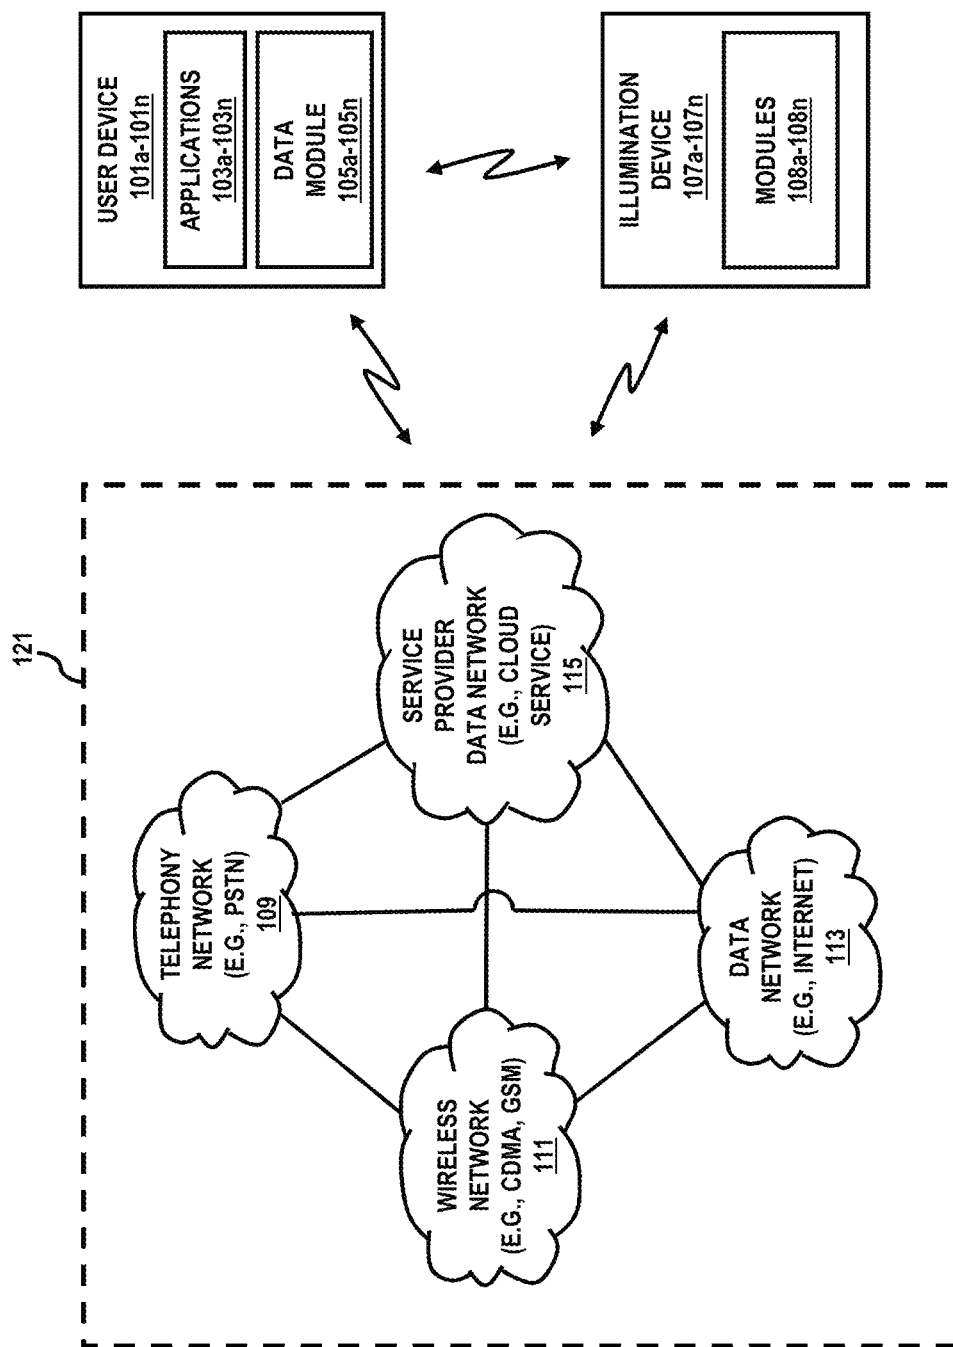 USER DEVICE
101a-101n
APPLICATIONS
103a-103n
DATA
MODULE
105a-105n
ILLUMINATION
DEVICE
107a-107n
MODULES
108a-108n
121
TELEPHONY
NETWORK
(E.G., PSTN)
109
SERVICE
PROVIDER
DATA NETWORK
(E.G., CLOUD
SERVICE)
115
WIRELESS
NETWORK
(E.G., CDMA, GSM)
111
DATA
NETWORK
(E.G., INTERNET)
113